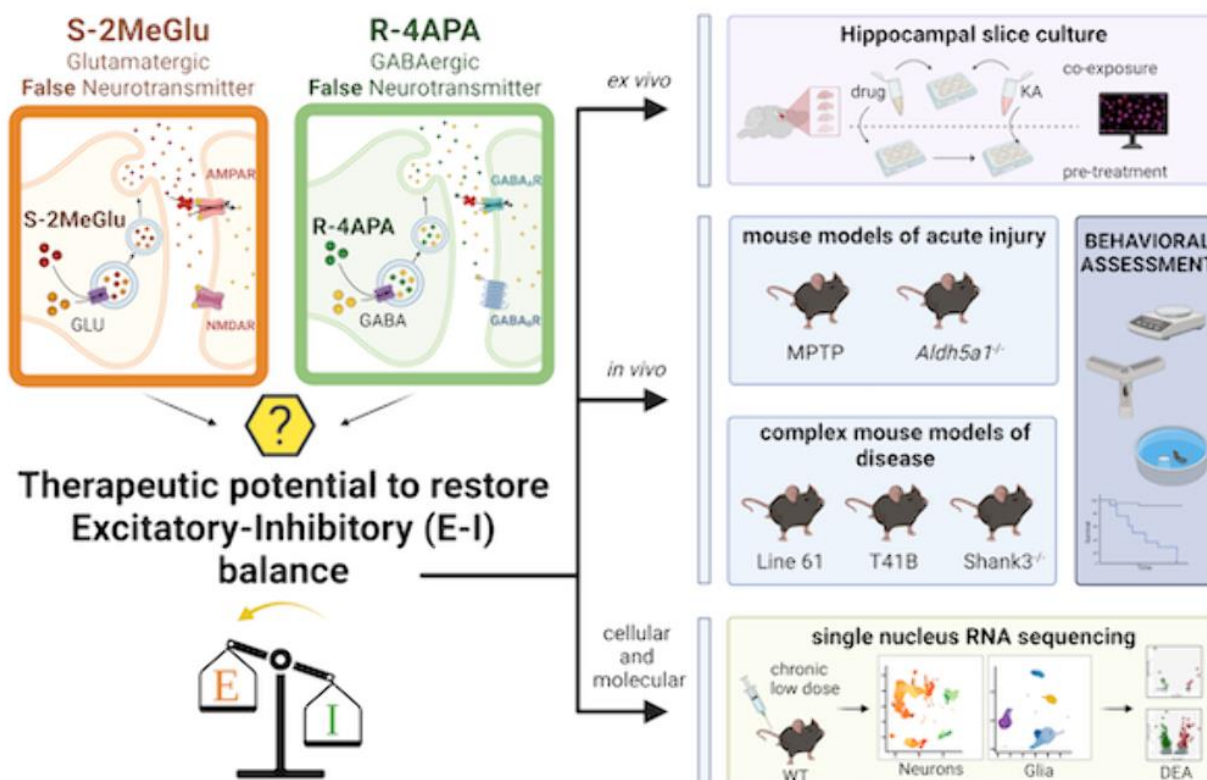 S-2MeGlu
Glutamatergic
False Neurotransmitter
AMPAR
S-2MeGlu
GLU
NMDAR
R-4APA
GABAergic
False Neurotransmitter
GABAAR
R-4APA
GABA
GABABR
?
Therapeutic potential to restore
Excitatory-Inhibitory (E-I)
balance
E
I
ex vivo
in vivo
cellular
and
molecular
Hippocampal slice culture
drug
KA
co-exposure
pre-treatment
mouse models of acute injury
MPTP
Aldh5a1-/-
complex mouse models of
disease
Line 61
T41B
Shank3-/-
BEHAVIORAL
ASSESSMENT
Survival
Time
single nucleus RNA sequencing
chronic
low dose
WT
Neurons
Glia
DEA